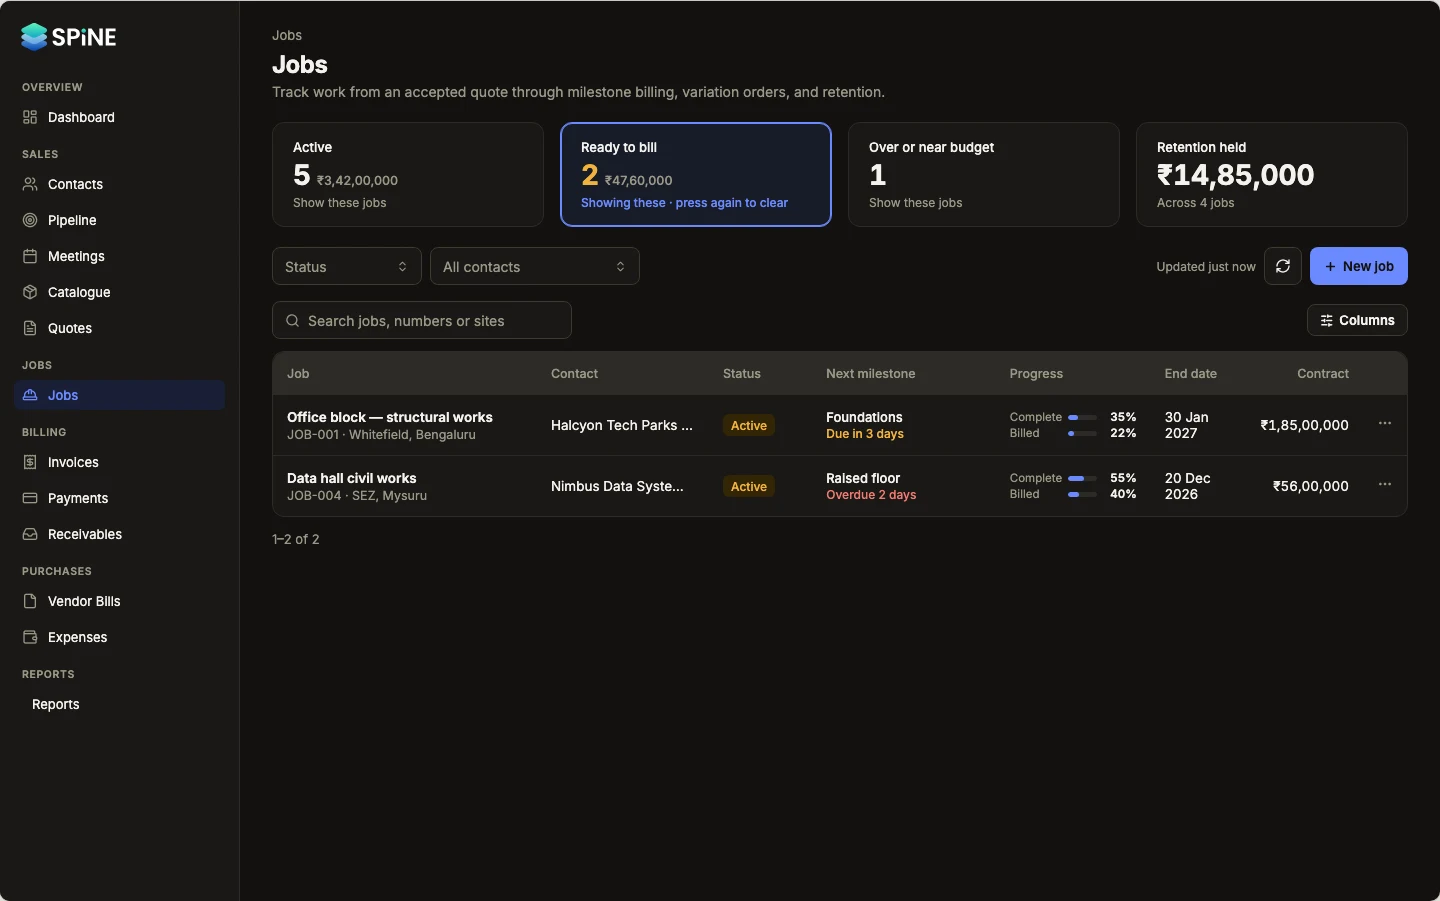 SPiNE
OVERVIEW
Dashboard
SALES
Contacts
Pipeline
Meetings
Catalogue
Quotes
JOBS
Jobs
BILLING
Invoices
Payments
Receivables
PURCHASES
Vendor Bills
Expenses
REPORTS
Reports
Jobs
Jobs
Track work from an accepted quote through milestone billing, variation orders, and retention.
Active
5 ₹3,42,00,000
Show these jobs
Ready to bill
2 ₹47,60,000
Showing these · press again to clear
Over or near budget
1
Show these jobs
Retention held
₹14,85,000
Across 4 jobs
Status
All contacts
Updated just now
+ New job
Search jobs, numbers or sites
Columns
Job Contact Status Next milestone Progress End date Contract
Office block — structural works
JOB-001 · Whitefield, Bengaluru
Halcyon Tech Parks ...
Active
Foundations
Due in 3 days
Complete 35%
Billed 22%
30 Jan
2027
₹1,85,00,000
Data hall civil works
JOB-004 · SEZ, Mysuru
Nimbus Data Syste...
Active
Raised floor
Overdue 2 days
Complete 55%
Billed 40%
20 Dec
2026
₹56,00,000
1–2 of 2